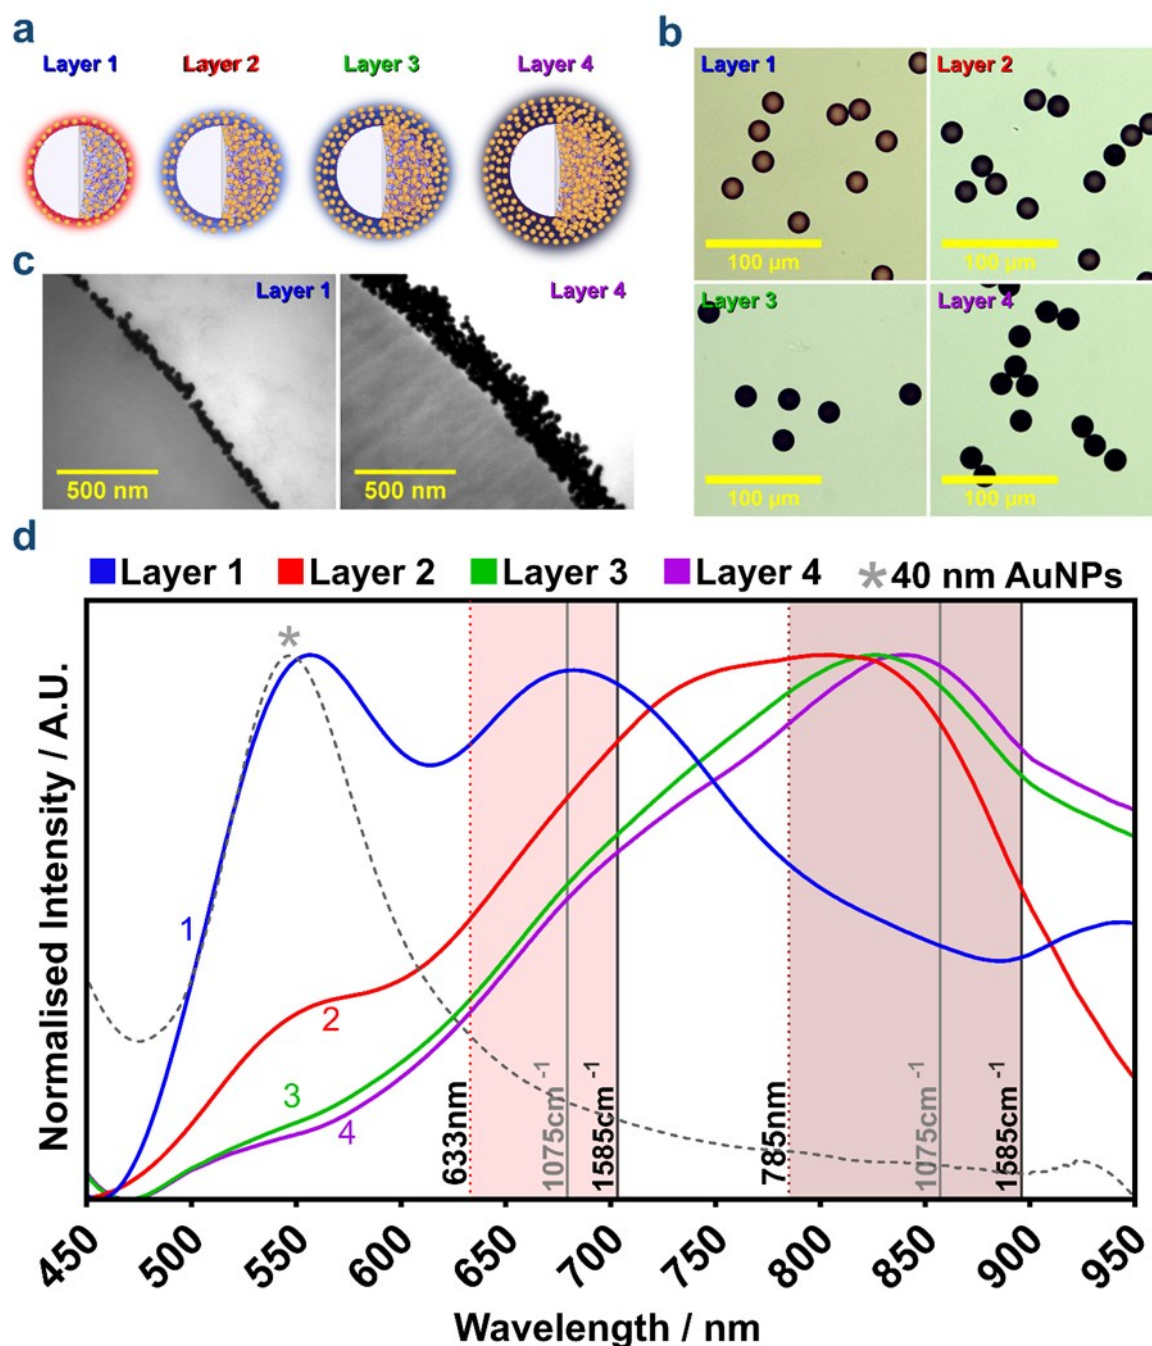 a
Layer 1
Layer 2
Layer 3
Layer 4
b
Layer 1
100 µm
Layer 2
100 µm
Layer 3
100 µm
Layer 4
100 µm
c
Layer 1
500 nm
Layer 4
500 nm
d
Layer 1
Layer 2
Layer 3
Layer 4
* 40 nm AuNPs
*
1
2
3
4
633nm
1075cm⁻¹
1585cm⁻¹
785nm
1075cm⁻¹
1585cm⁻¹
Normalised Intensity / A.U.
450
500
550
600
650
700
750
800
850
900
950
Wavelength / nm